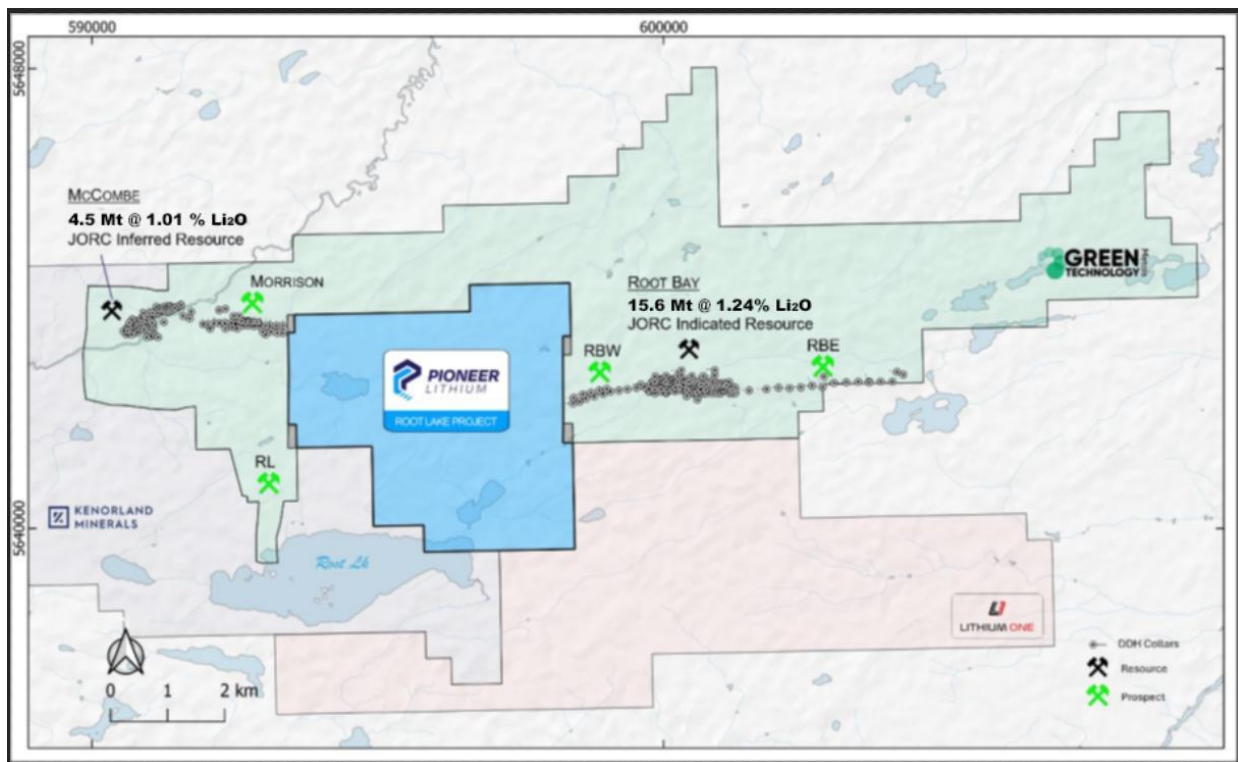 590000
600000
5648000
McCombe
4.5 Mt @ 1.01 % Li₂O
JORC Inferred Resource
Morrison
Root Bay
15.6 Mt @ 1.24% Li₂O
JORC Indicated Resource
GREEN
TECHNOLOGY
Metals
RBW
RBE
PIONEER
LITHIUM
ROOT LAKE PROJECT
RL
KENORLAND
MINERALS
5640000
Root Lk
LITHIUM ONE
DDH Collars
Resource
Prospect
0 1 2 km